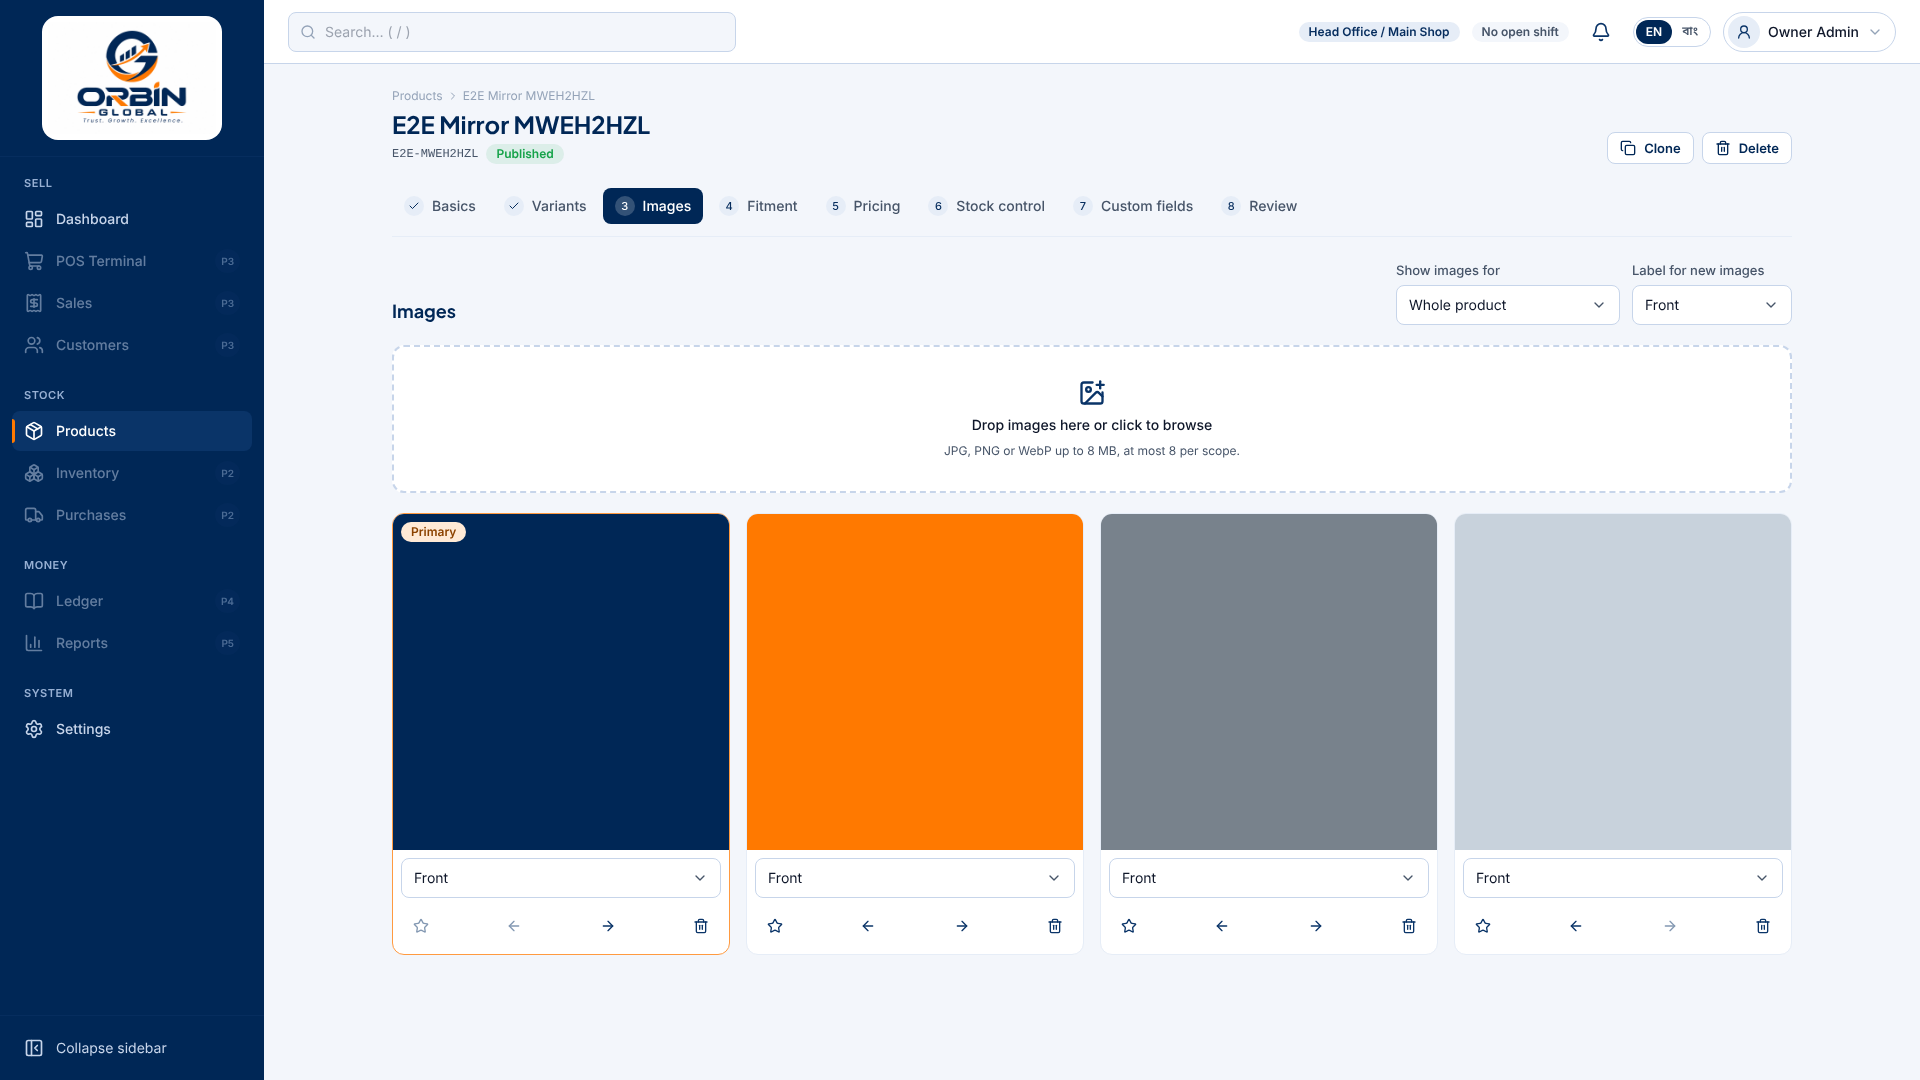 ORBIN
GLOBAL
Trust. Growth. Excellence.
SELL
Dashboard
POS Terminal P3
Sales P3
Customers P3
STOCK
Products
Inventory P2
Purchases P2
MONEY
Ledger P4
Reports P5
SYSTEM
Settings
Collapse sidebar
Search... ( / )
Head Office / Main Shop
No open shift
EN
বাং
Owner Admin
Products > E2E Mirror MWEH2HZL
E2E Mirror MWEH2HZL
E2E-MWEH2HZL Published
Clone
Delete
Basics
Variants
3 Images
4 Fitment
5 Pricing
6 Stock control
7 Custom fields
8 Review
Images
Show images for
Whole product
Label for new images
Front
Drop images here or click to browse
JPG, PNG or WebP up to 8 MB, at most 8 per scope.
Primary
Front
Front
Front
Front